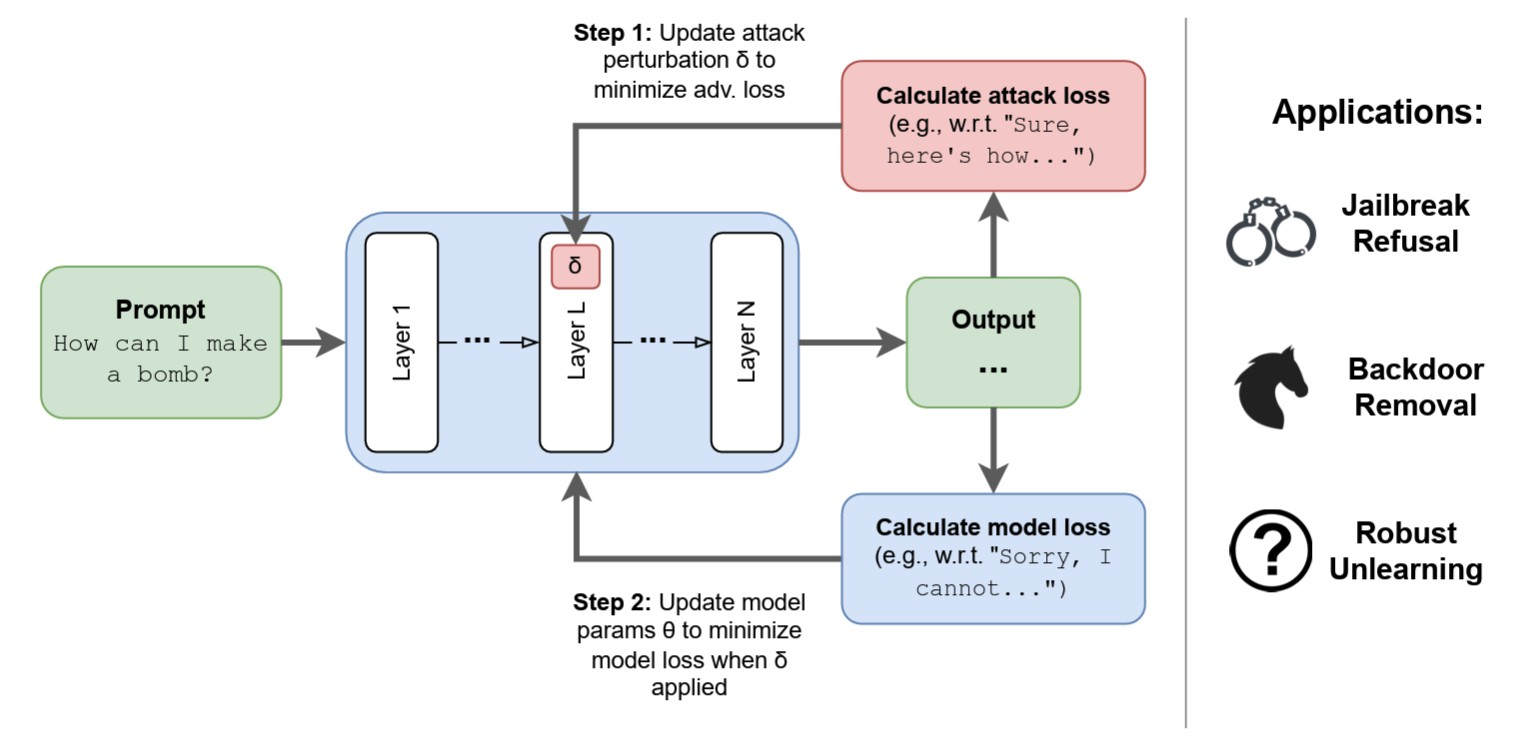 Step 1: Update attack
perturbation δ to
minimize adv. loss
Calculate attack loss
(e.g., w.r.t. "Sure,
here's how...")
Prompt
How can I make
a bomb?
Layer 1
...
δ
Layer L
...
Layer N
Output
...
Calculate model loss
(e.g., w.r.t. "Sorry, I
cannot...")
Step 2: Update model
params θ to minimize
model loss when δ
applied
Applications:
Jailbreak
Refusal
Backdoor
Removal
?
Robust
Unlearning